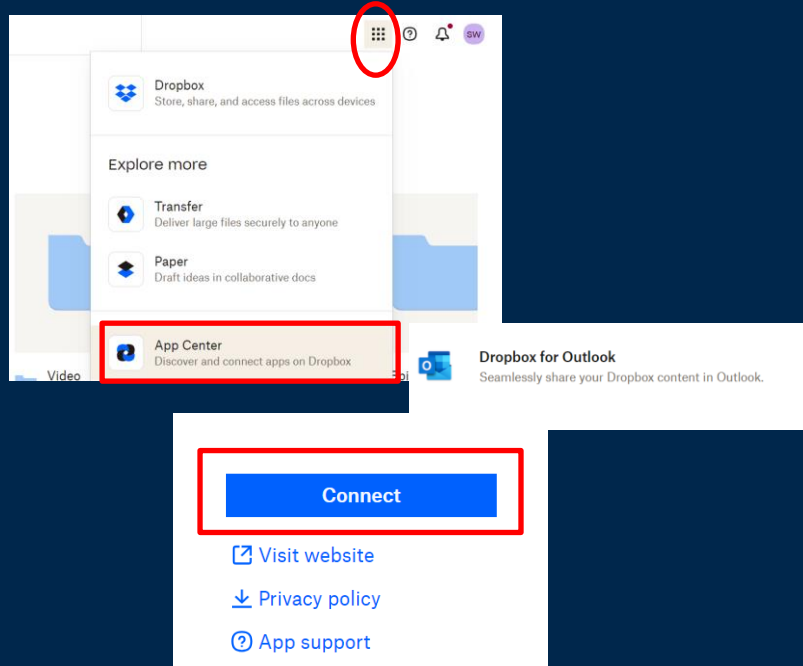 SW
Dropbox
Store, share, and access files across devices
Explore more
Transfer
Deliver large files securely to anyone
Paper
Draft ideas in collaborative docs
App Center
Discover and connect apps on Dropbox
Video
Dropbox for Outlook
Seamlessly share your Dropbox content in Outlook.
Connect
Visit website
Privacy policy
App support